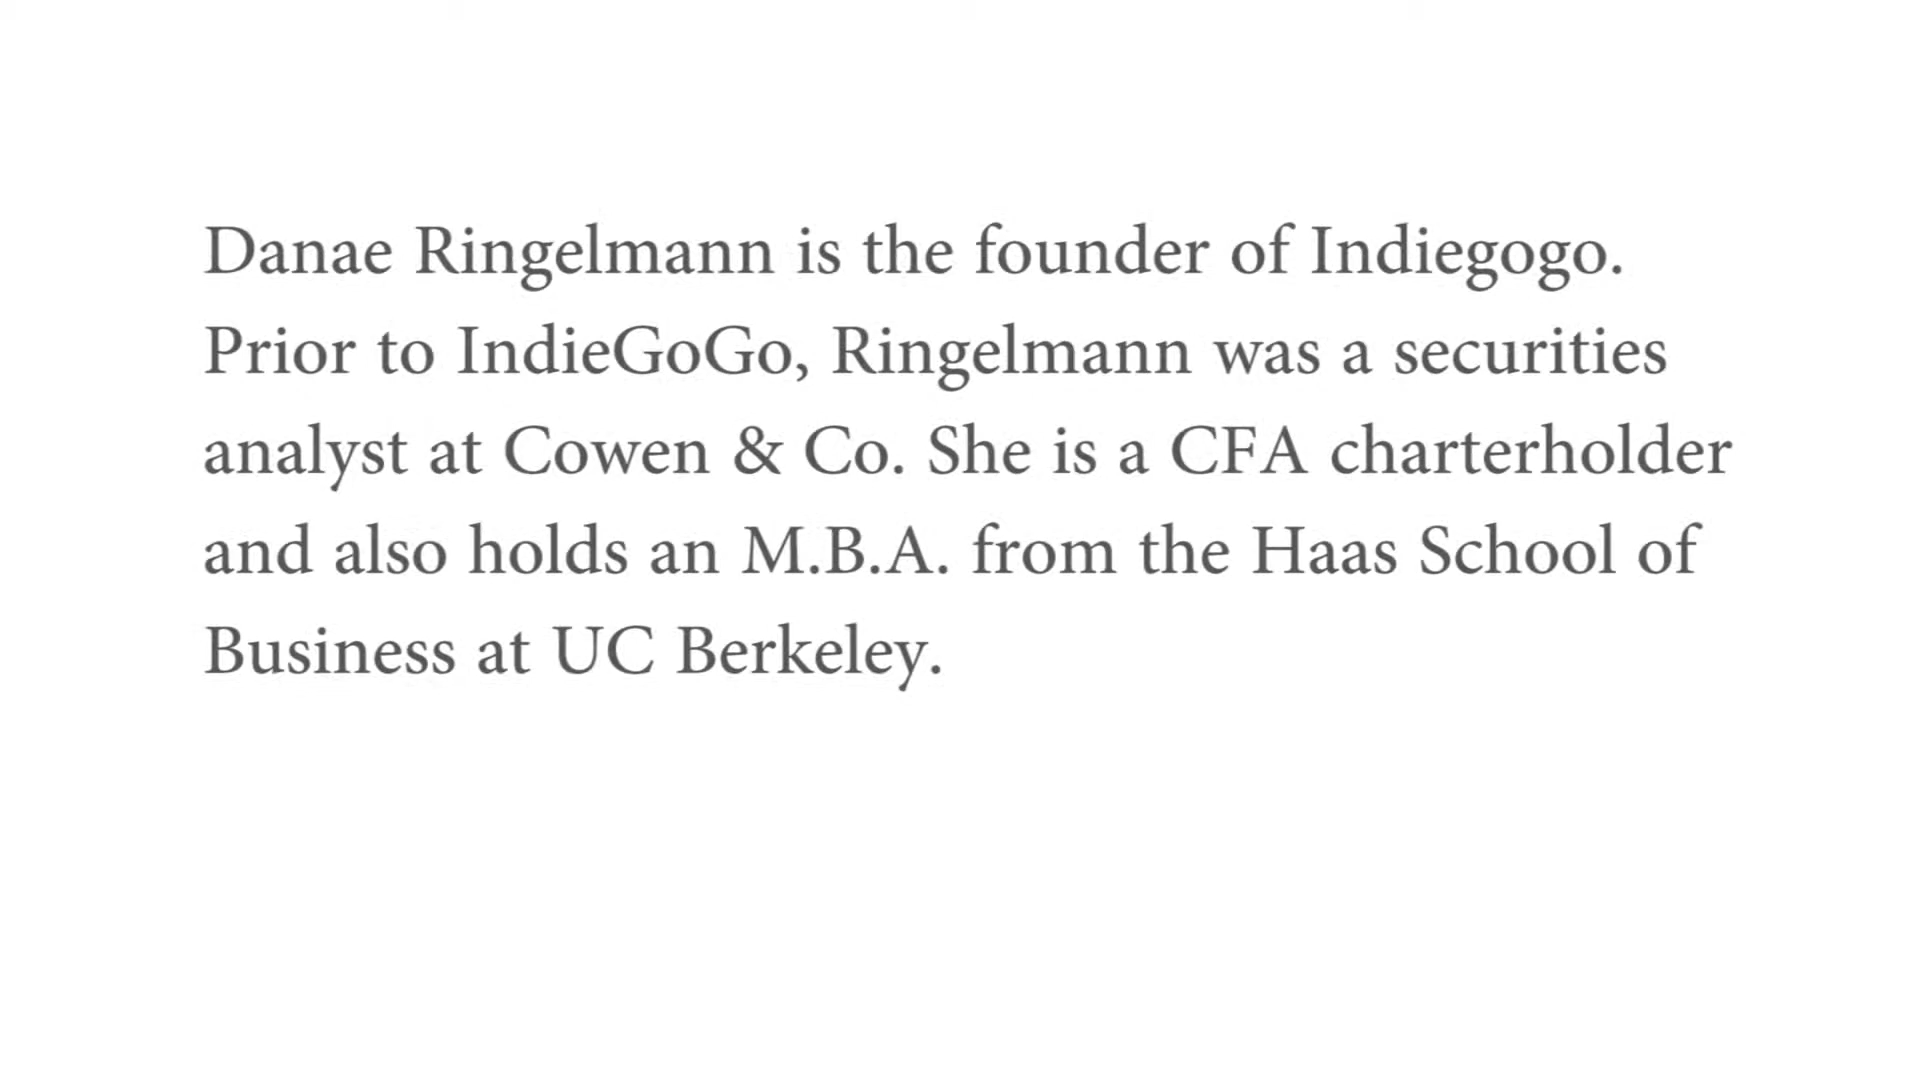 Danae Ringelmann is the founder of Indiegogo.
Prior to IndieGoGo, Ringelmann was a securities
analyst at Cowen & Co. She is a CFA charterholder
and also holds an M.B.A. from the Haas School of
Business at UC Berkeley.